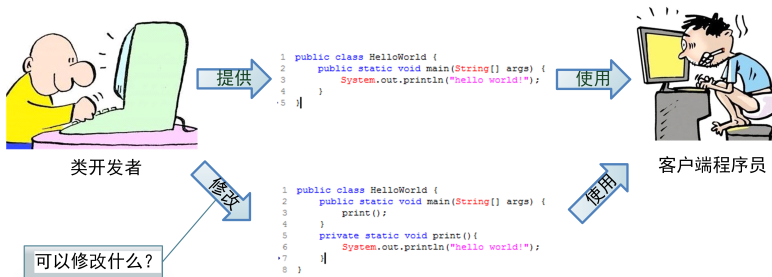 提供
1 public class HelloWorld {
2 public static void main(String[] args) {
3 System.out.println("hello world!");
4 }
5 }
使用
类开发者
客户端程序员
修改
1 public class HelloWorld {
2 public static void main(String[] args) {
3 print();
4 }
5 private static void print(){
6 System.out.println("hello world!");
7 }
8 }
使用
可以修改什么？